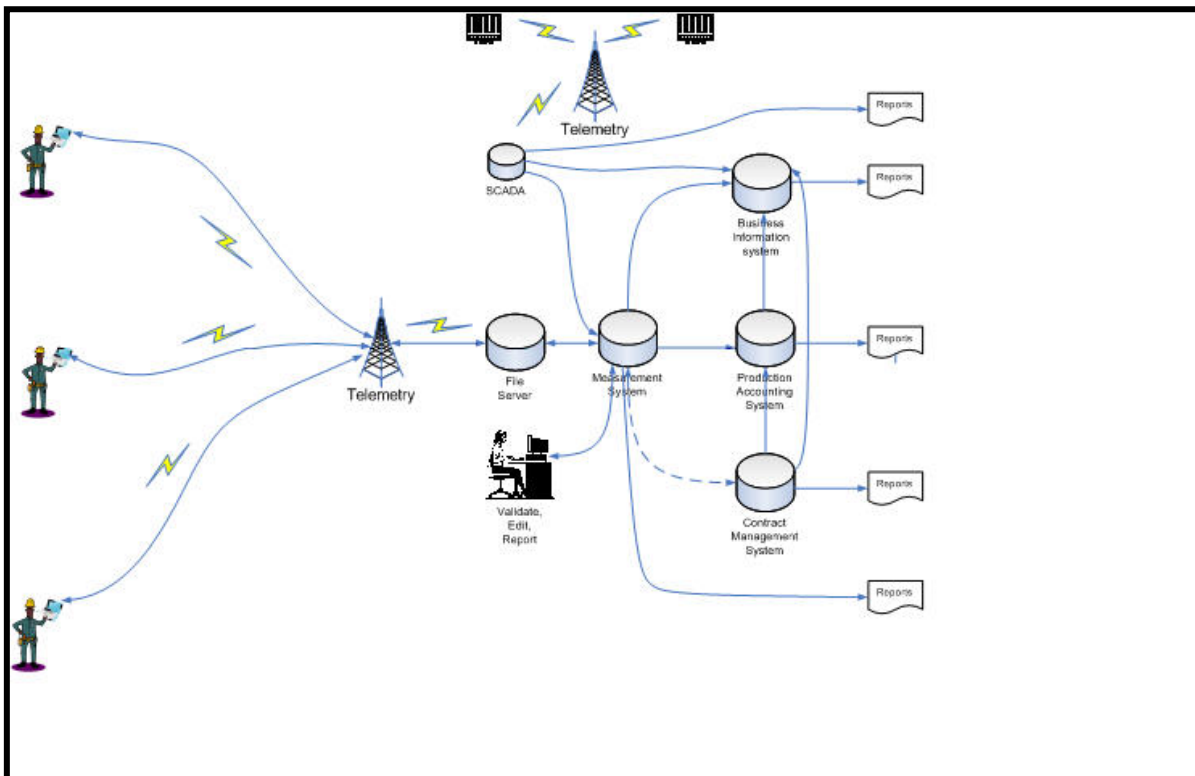 Telemetry
Reports
SCADA
Reports
Business
Information
system
Telemetry
File
Server
Measurement
System
Production
Accounting
System
Reports
Validate,
Edit,
Report
Contract
Management
System
Reports
Reports